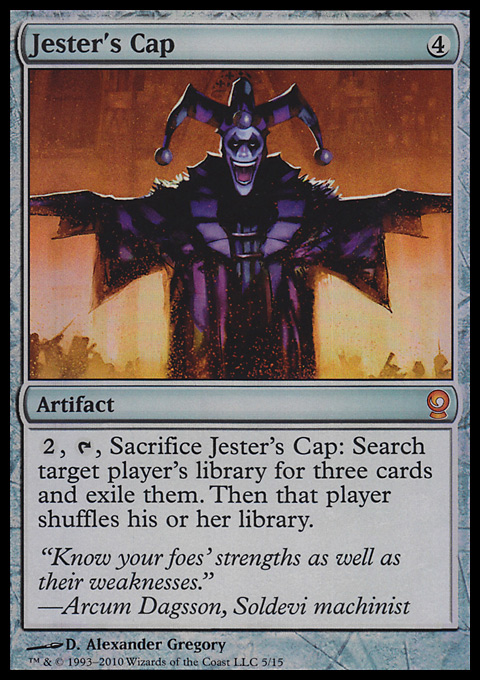 Jester's Cap 4
Artifact
2, , Sacrifice Jester's Cap: Search
target player's library for three cards
and exile them. Then that player
shuffles his or her library.
“Know your foes’ strengths as well as
their weaknesses.”
—Arcum Dagsson, Soldevi machinist
D. Alexander Gregory
™ & © 1993–2010 Wizards of the Coast LLC 5/15